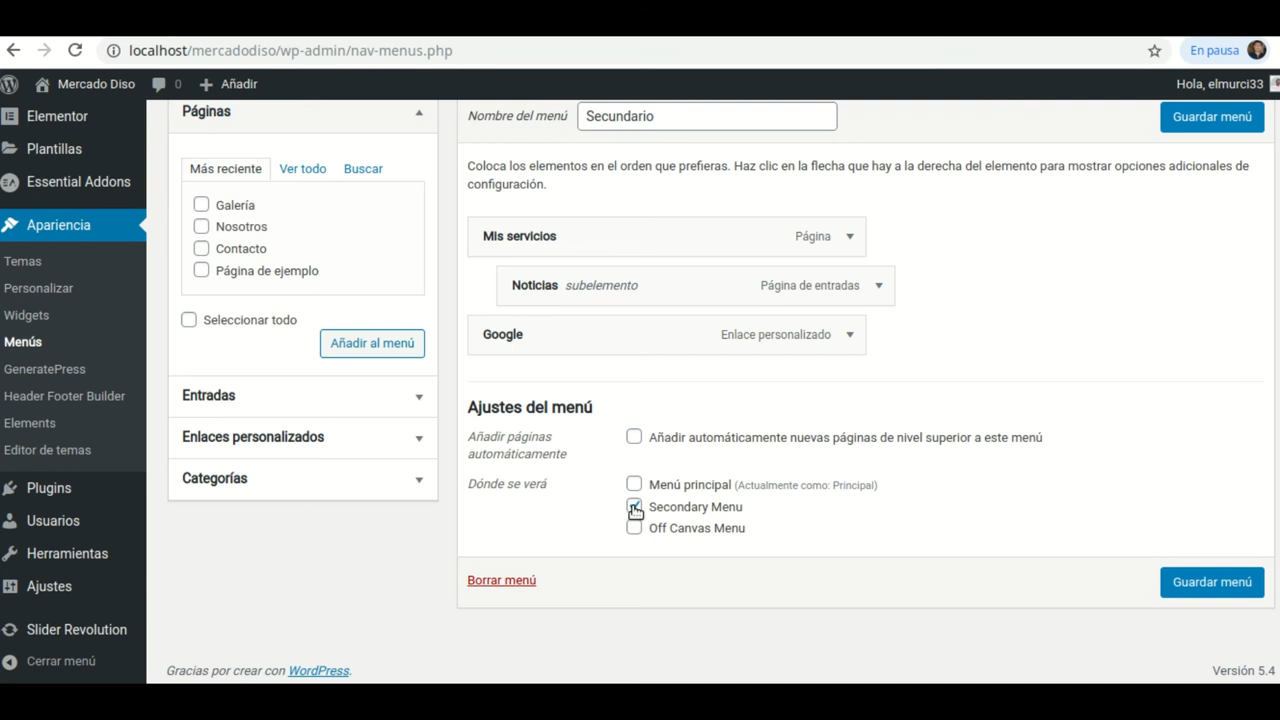 localhost/mercadodiso/wp-admin/nav-menus.php
En pausa
Mercado Diso
0
Añadir
Hola, elmurci33
Elementor
Plantillas
Essential Addons
Apariencia
Temas
Personalizar
Widgets
Menús
GeneratePress
Header Footer Builder
Elements
Editor de temas
Plugins
Usuarios
Herramientas
Ajustes
Slider Revolution
Cerrar menú
Páginas
Más reciente
Ver todo
Buscar
Galería
Nosotros
Contacto
Página de ejemplo
Seleccionar todo
Añadir al menú
Entradas
Enlaces personalizados
Categorías
Nombre del menú
Secundario
Guardar menú
Coloca los elementos en el orden que prefieras. Haz clic en la flecha que hay a la derecha del elemento para mostrar opciones adicionales de
configuración.
Mis servicios Página
Noticias subelemento Página de entradas
Google Enlace personalizado
Ajustes del menú
Añadir páginas
automáticamente
Añadir automáticamente nuevas páginas de nivel superior a este menú
Dónde se verá
Menú principal (Actualmente como: Principal)
Secondary Menu
Off Canvas Menu
Borrar menú
Guardar menú
Gracias por crear con WordPress.
Versión 5.4